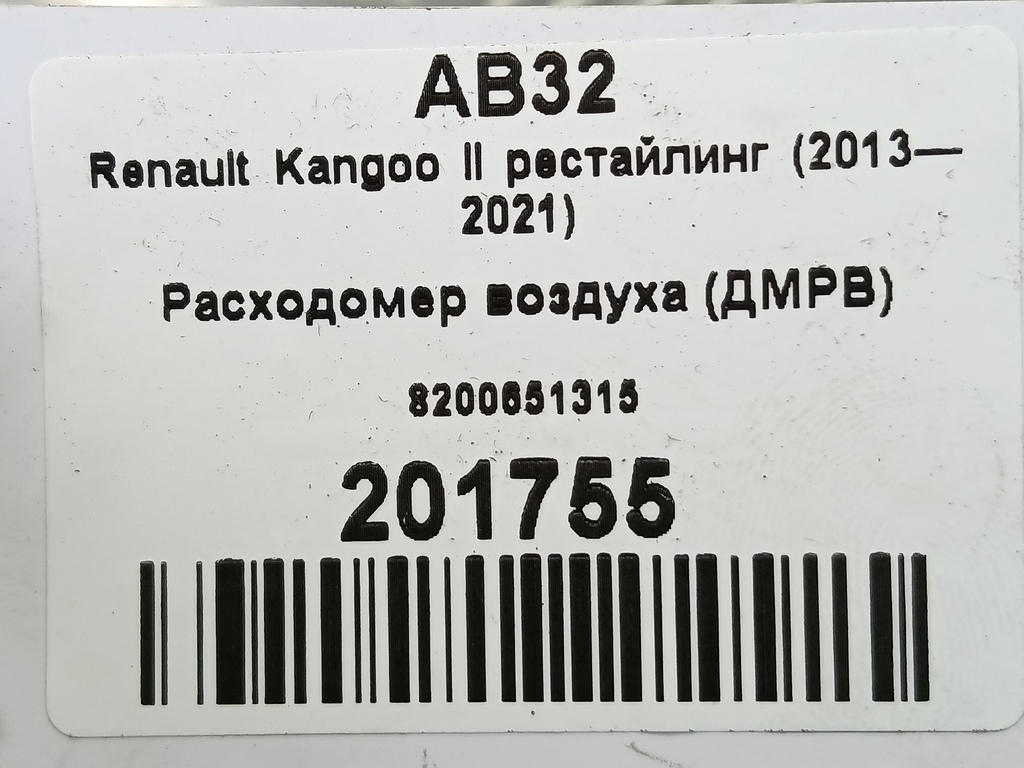 AB32
Renault Kangoo II рестайлинг (2013—
2021)
Расходомер воздуха (ДМРВ)
8200651315
201755